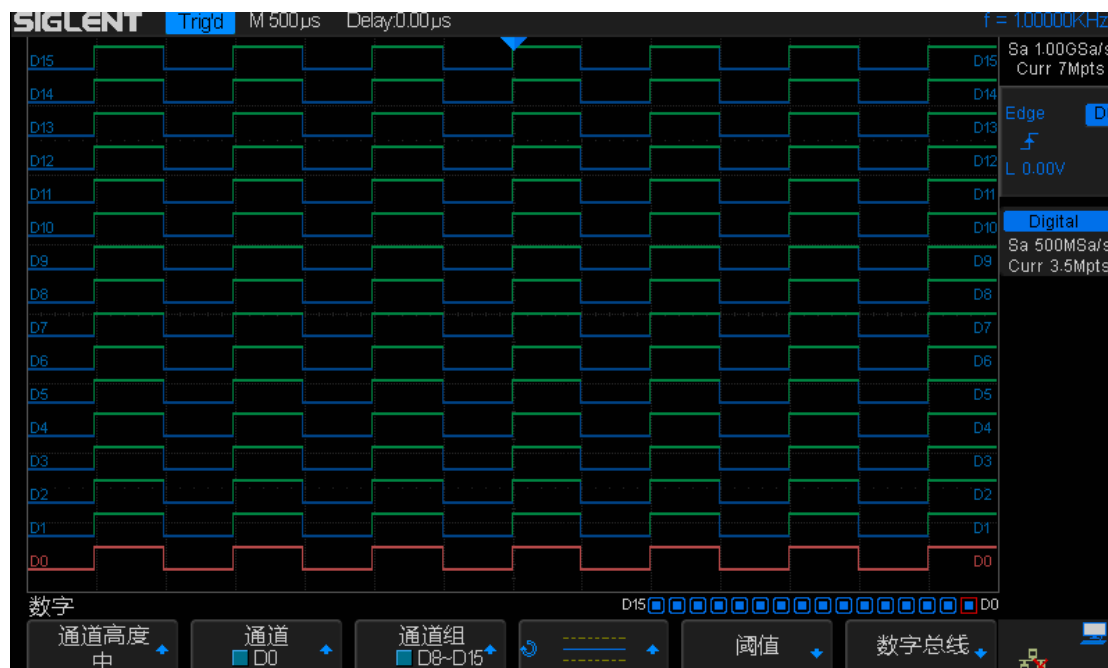 SIGLENT Trig'd M 500µs Delay:0.00µs f = 1.00000KHz
Sa 1.00GSa/s
Curr 7Mpts
Edge D
L 0.00V
Digital
Sa 500MSa/s
Curr 3.5Mpts
D15 D15
D14 D14
D13 D13
D12 D12
D11 D11
D10 D10
D9 D9
D8 D8
D7 D7
D6 D6
D5 D5
D4 D4
D3 D3
D2 D2
D1 D1
D0 D0
数字 D15 D0
通道高度 通道 通道组 阈值 数字总线
中 D0 D8~D15